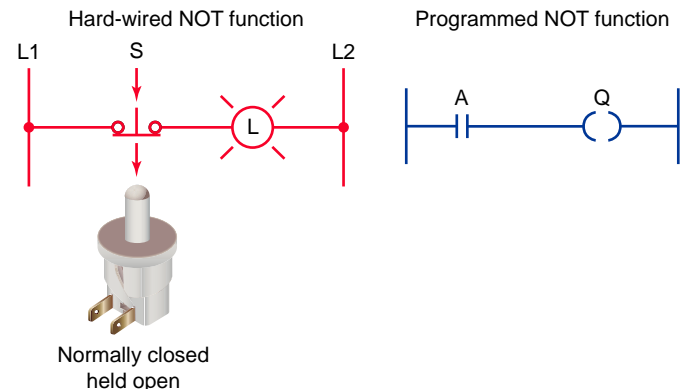 Hard-wired NOT function
Programmed NOT function
L1
S
L2
L
A
Q
Normally closed
held open